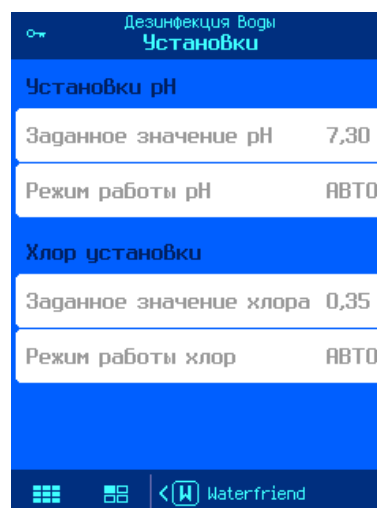 Дезинфекция Воды
Установки
Установки pH
Заданное значение pH 7,30
Режим работы pH АВТО
Хлор установки
Заданное значение хлора 0,35
Режим работы хлор АВТО
<W Waterfriend